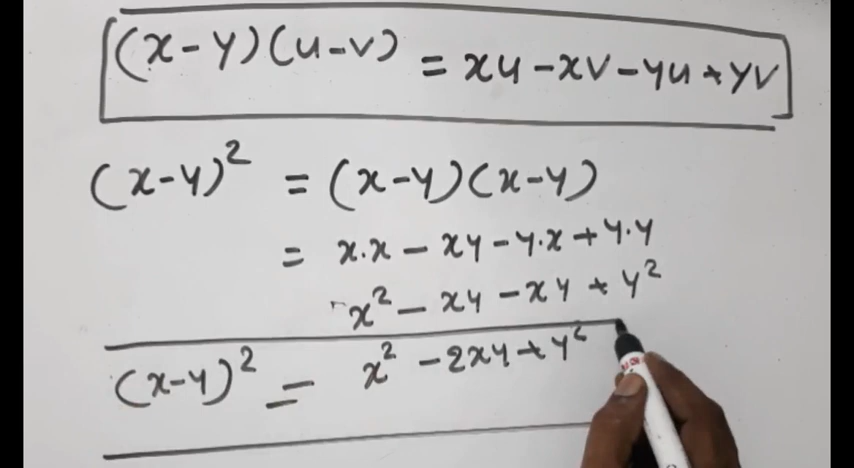 (x-y)(u-v) = xu-xv-yu+yv
(x-y)² = (x-y)(x-y)
= x.x - xy-y.x+y.y
x² - xy - xy + y²
(x-y)² = x² - 2xy+y²